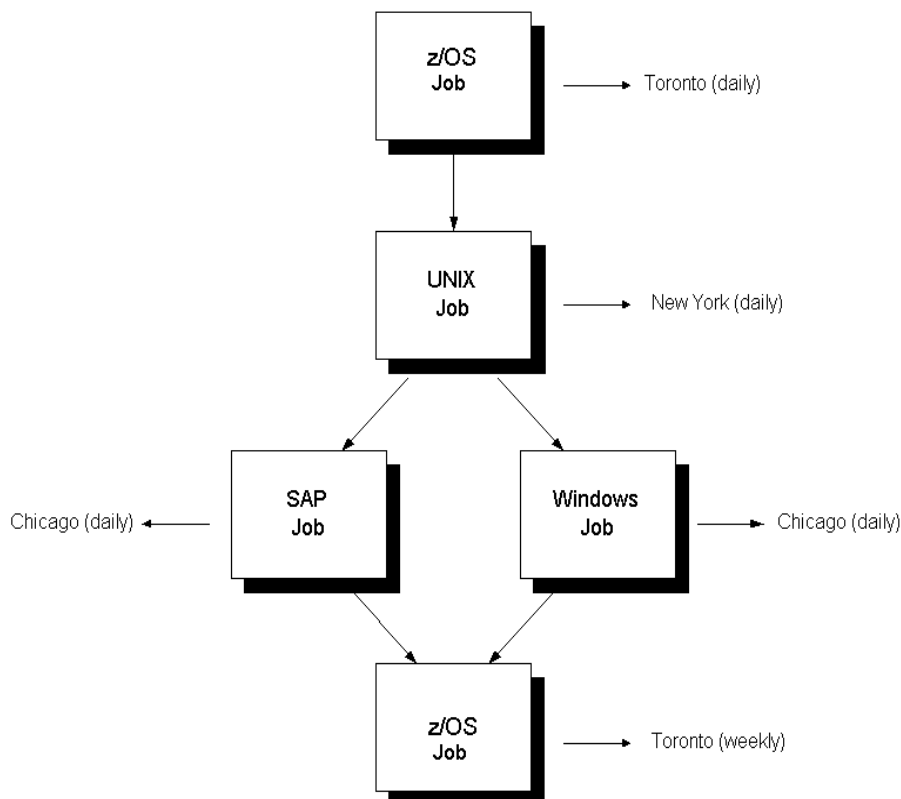 z/OS
Job
Toronto (daily)
UNIX
Job
New York (daily)
Chicago (daily)
SAP
Job
Windows
Job
Chicago (daily)
z/OS
Job
Toronto (weekly)